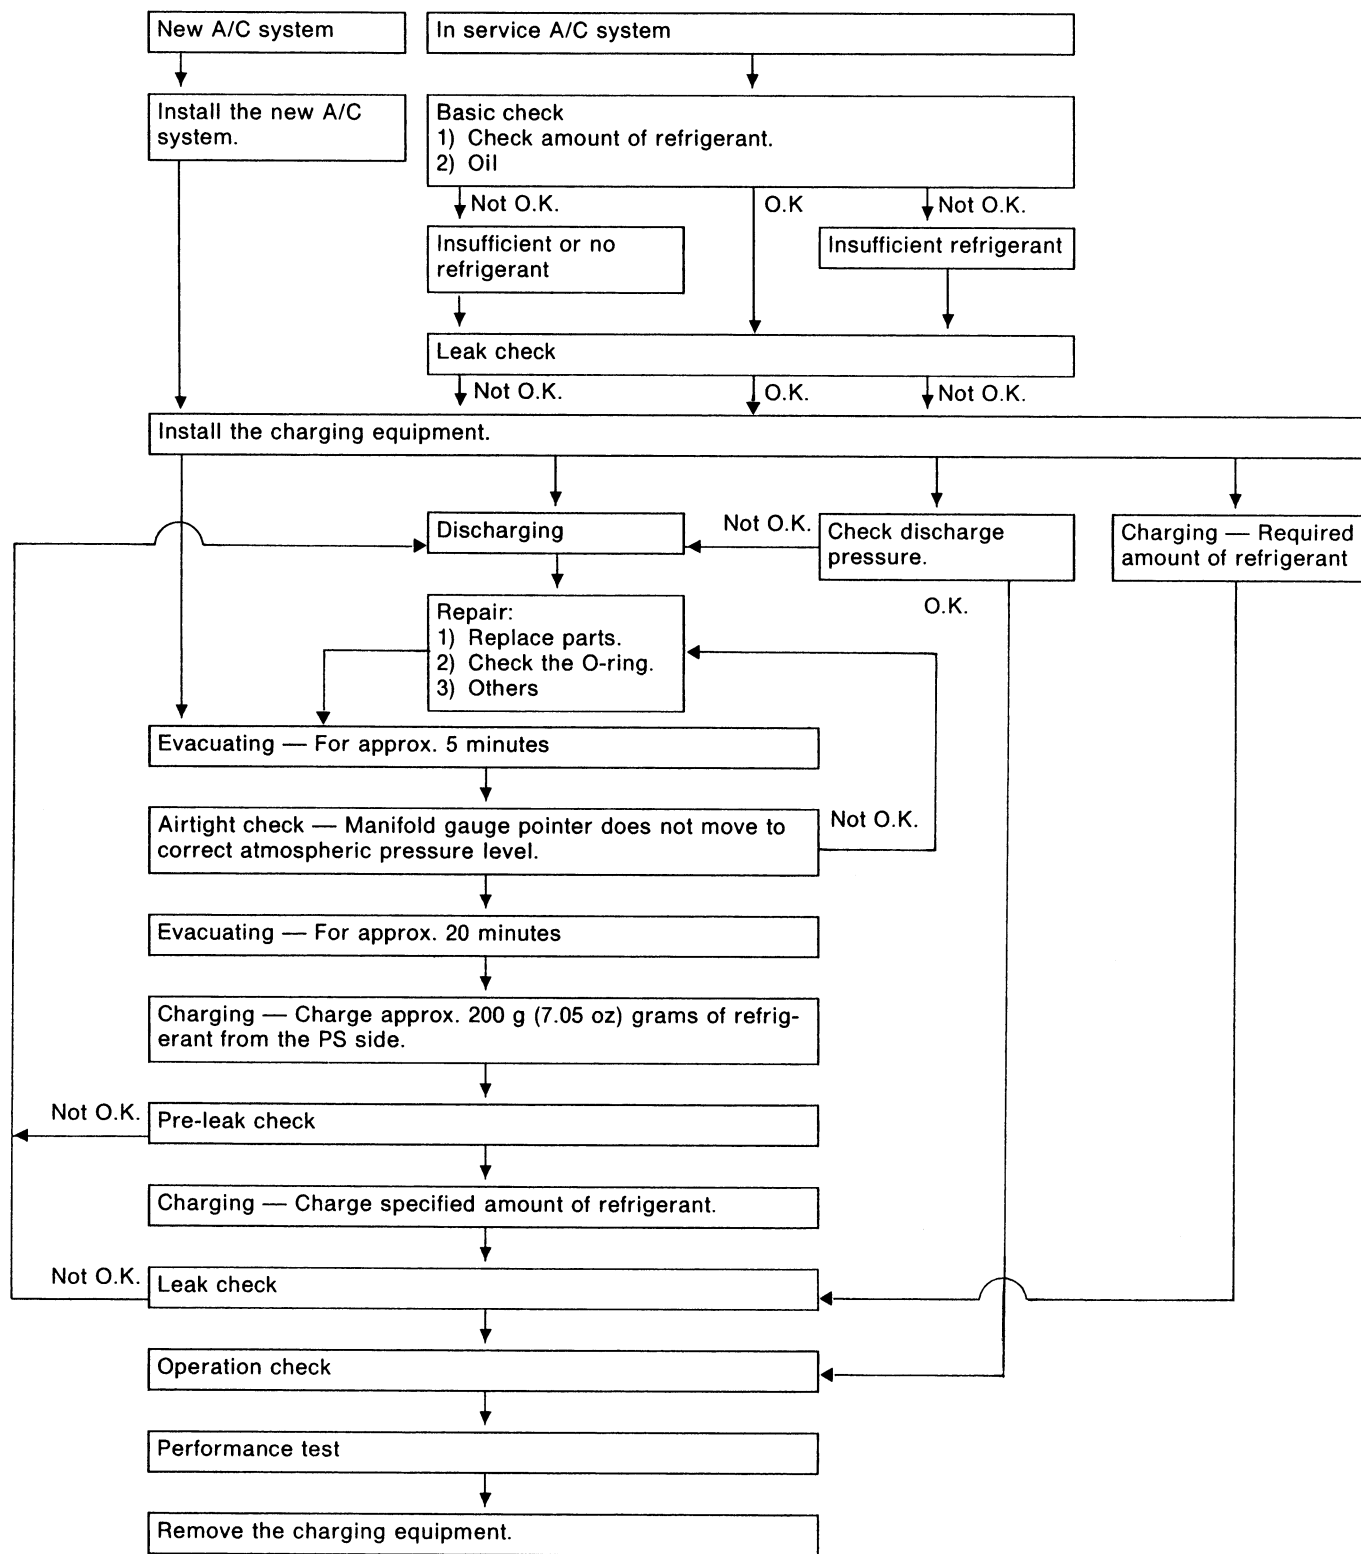 New A/C system
In service A/C system
Install the new A/C
system.
Basic check
1) Check amount of refrigerant.
2) Oil
Not O.K.
O.K
Not O.K.
Insufficient or no
refrigerant
Insufficient refrigerant
Leak check
Not O.K.
O.K.
Not O.K.
Install the charging equipment.
Discharging
Not O.K.
Check discharge
pressure.
Charging — Required
amount of refrigerant
O.K.
Repair:
1) Replace parts.
2) Check the O-ring.
3) Others
Evacuating — For approx. 5 minutes
Airtight check — Manifold gauge pointer does not move to
correct atmospheric pressure level.
Not O.K.
Evacuating — For approx. 20 minutes
Charging — Charge approx. 200 g (7.05 oz) grams of refrig-
erant from the PS side.
Not O.K.
Pre-leak check
Charging — Charge specified amount of refrigerant.
Not O.K.
Leak check
Operation check
Performance test
Remove the charging equipment.